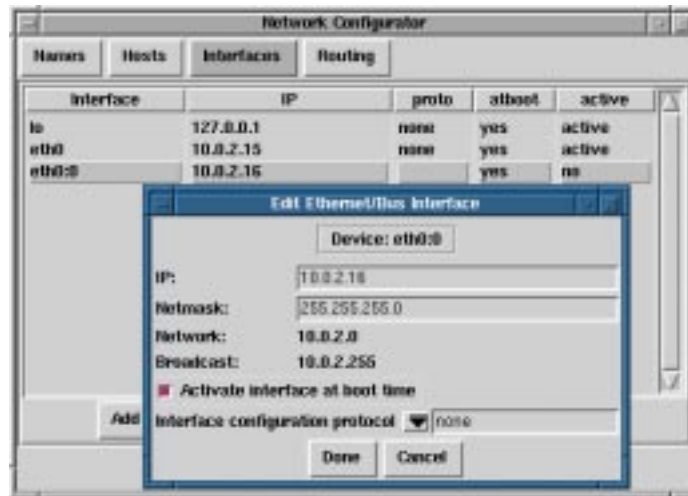 Network Configurator
Names Hosts Interfaces Routing
Interface IP proto atboot active
lo 127.0.0.1 none yes active
eth0 10.0.2.15 none yes active
eth0:0 10.0.2.16 yes no
Edit Ethernet/Bus Interface
Device: eth0:0
IP: 10.0.2.16
Netmask: 255.255.255.0
Network: 10.0.2.0
Broadcast: 10.0.2.255
Activate interface at boot time
Add
Interface configuration protocol none
Done Cancel